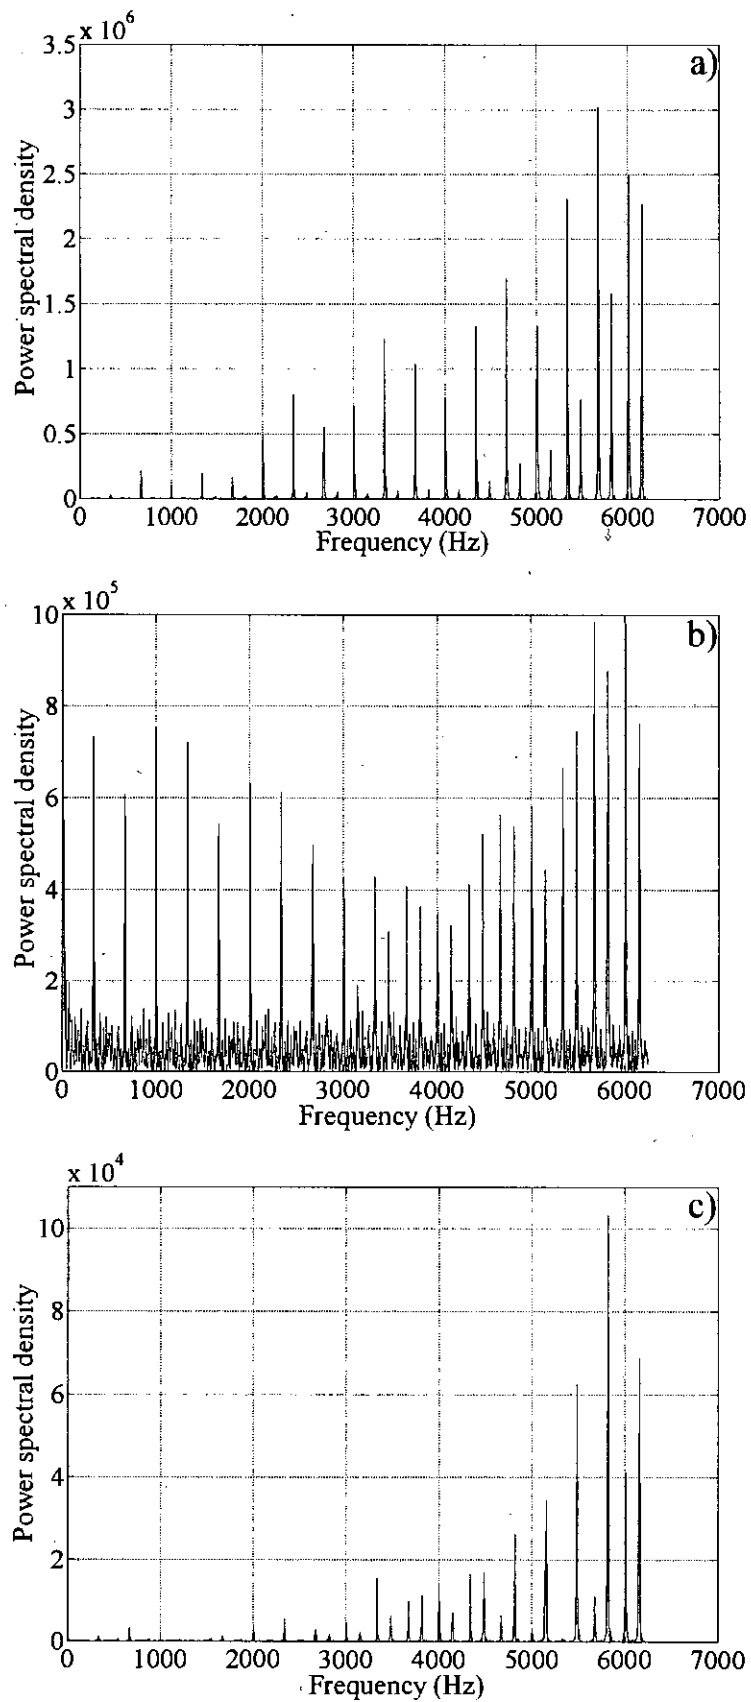 x 10^6
3.5
a)
3
2.5
2
1.5
1
0.5
0
Power spectral density
0 1000 2000 3000 4000 5000 6000 7000
Frequency (Hz)
x 10^5
10
b)
8
6
4
2
0
Power spectral density
0 1000 2000 3000 4000 5000 6000 7000
Frequency (Hz)
x 10^4
c)
10
8
6
4
2
0
Power spectral density
0 1000 2000 3000 4000 5000 6000 7000
Frequency (Hz)